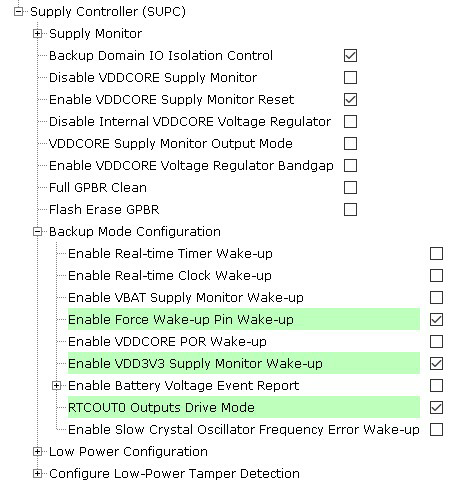 Supply Controller (SUPC)
Supply Monitor
Backup Domain IO Isolation Control
Disable VDDCORE Supply Monitor
Enable VDDCORE Supply Monitor Reset
Disable Internal VDDCORE Voltage Regulator
VDDCORE Supply Monitor Output Mode
Enable VDDCORE Voltage Regulator Bandgap
Full GPBR Clean
Flash Erase GPBR
Backup Mode Configuration
Enable Real-time Timer Wake-up
Enable Real-time Clock Wake-up
Enable VBAT Supply Monitor Wake-up
Enable Force Wake-up Pin Wake-up
Enable VDDCORE POR Wake-up
Enable VDD3V3 Supply Monitor Wake-up
Enable Battery Voltage Event Report
RTCOUT0 Outputs Drive Mode
Enable Slow Crystal Oscillator Frequency Error Wake-up
Low Power Configuration
Configure Low-Power Tamper Detection